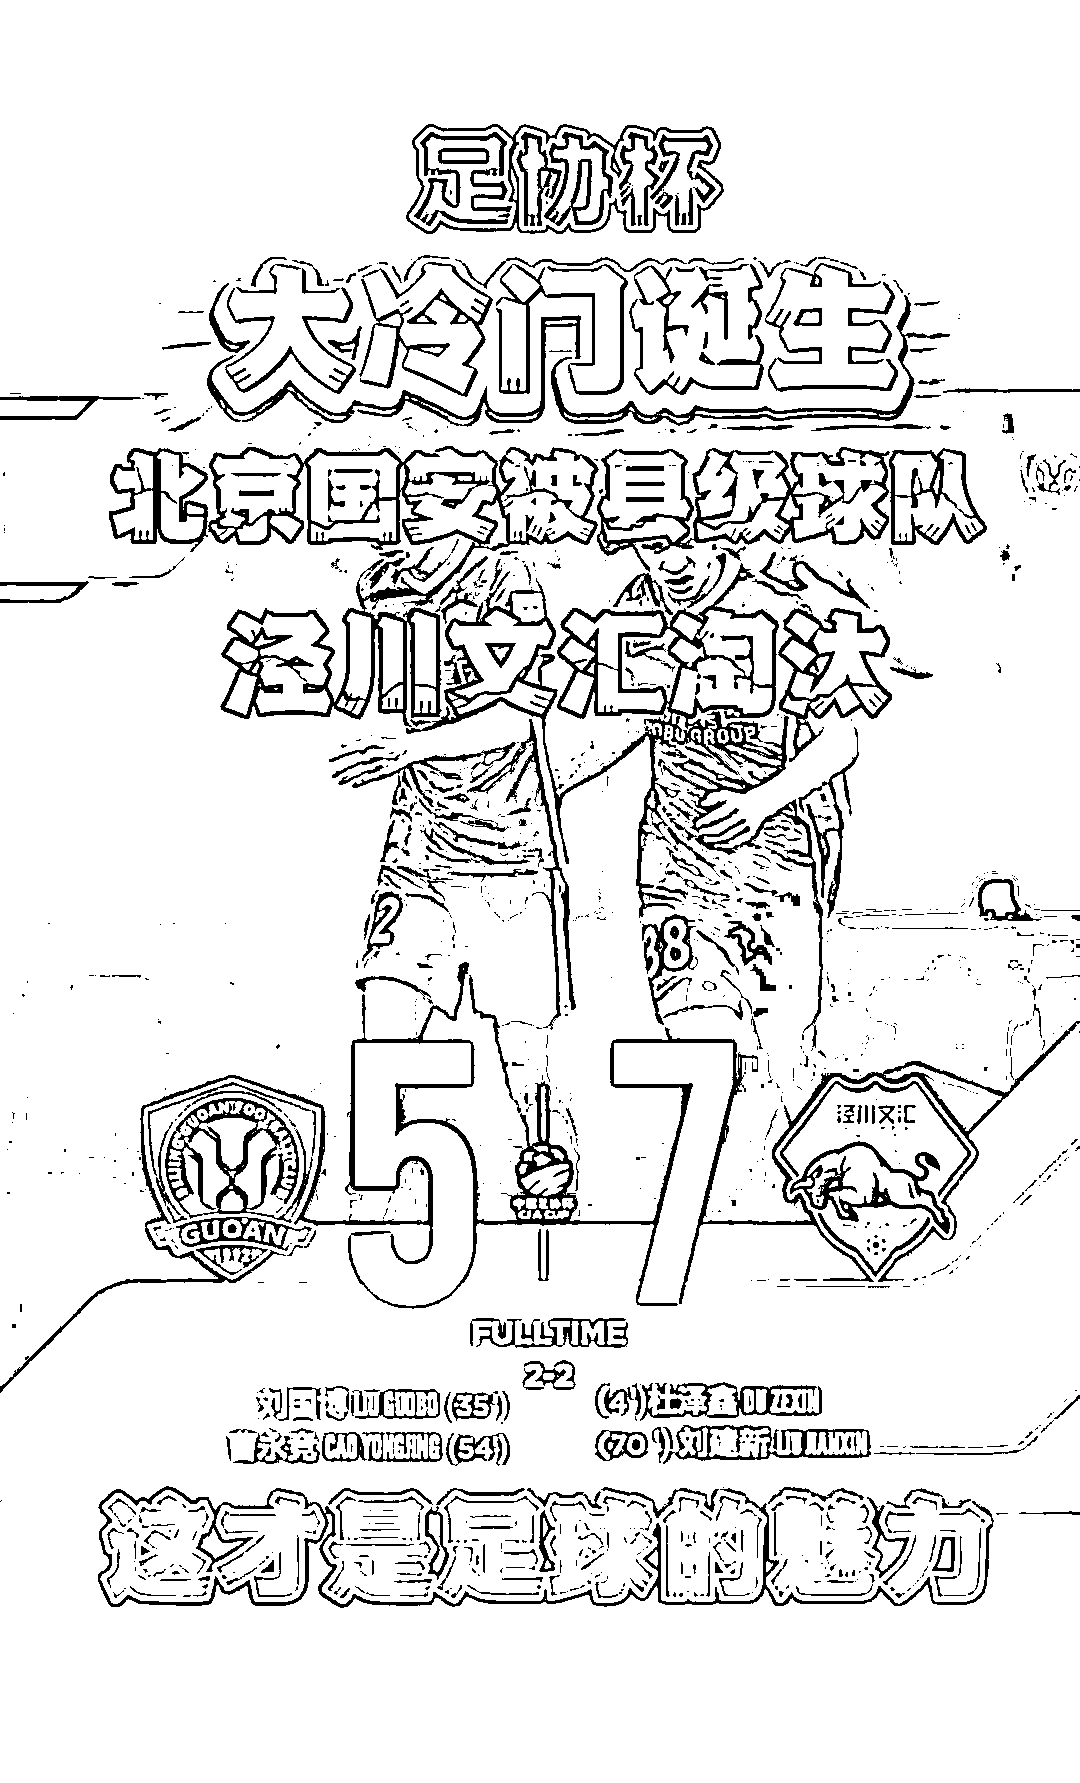 足协杯
大冷门诞生
北京国安被县级球队
泾川文汇淘汰
2
38
5 7
泾川文汇
GUOAN
FULLTIME
2-2
刘国博 LIU GUOBO (35') (4') 杜泽鑫 DU ZEXIN
曹永竞 CAO YONGJING (54') (70') 刘建新 LIU JIANXIN
这才是足球的魅力